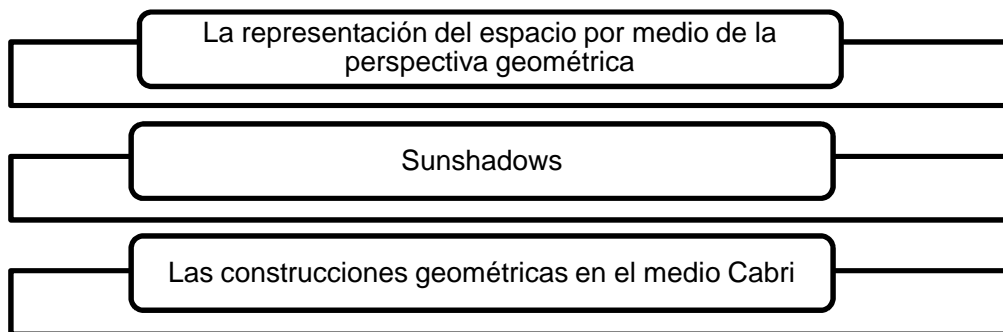 La representación del espacio por medio de la
perspectiva geométrica
Sunshadows
Las construcciones geométricas en el medio Cabri